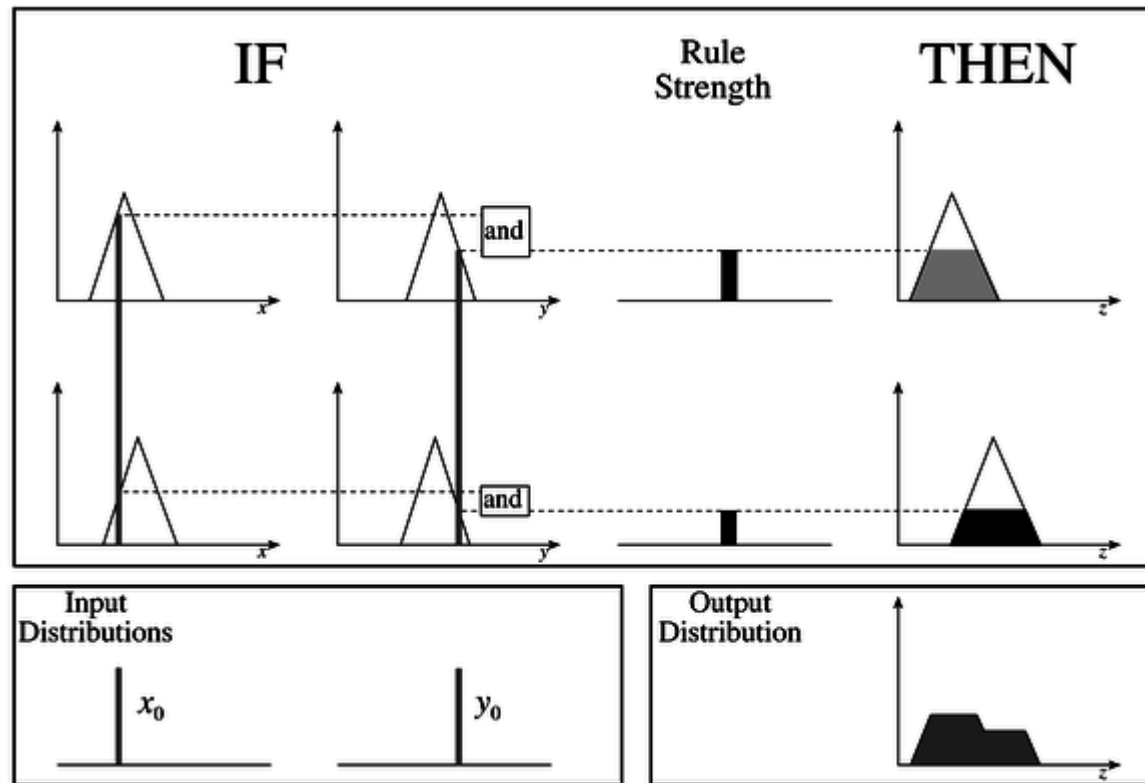 IF
Rule
Strength
THEN
and
x
y
z
and
x
y
z
Input
Distributions
x₀
y₀
Output
Distribution
z